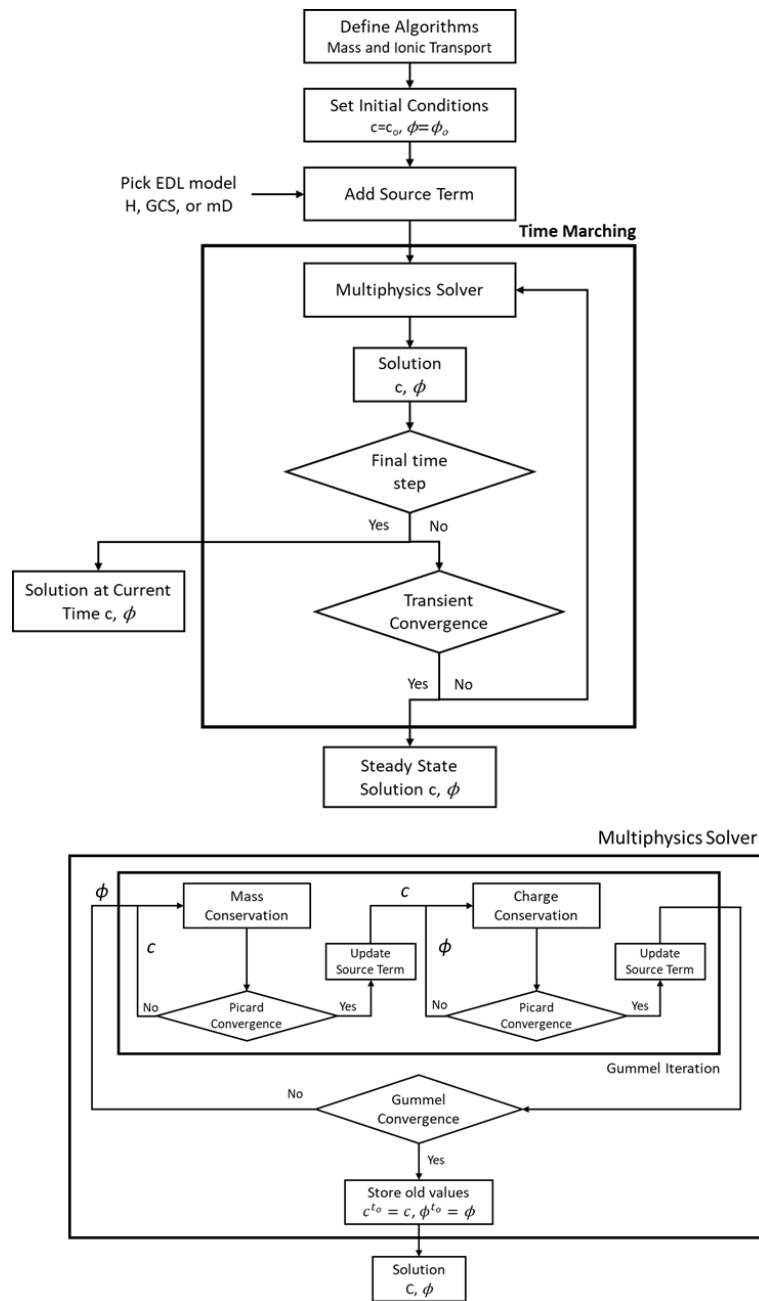 Define Algorithms
Mass and Ionic Transport
Set Initial Conditions
c=cₒ, ϕ=ϕₒ
Pick EDL model
H, GCS, or mD
Add Source Term
Time Marching
Multiphysics Solver
Solution
c, ϕ
Final time
step
Yes No
Solution at Current
Time c, ϕ
Transient
Convergence
Yes No
Steady State
Solution c, ϕ
Multiphysics Solver
ϕ
Mass
Conservation
c
Charge
Conservation
c
ϕ
Update
Source Term
Update
Source Term
No
Picard
Convergence
Yes
No
Picard
Convergence
Yes
Gummel Iteration
No
Gummel
Convergence
Yes
Store old values
c^{t₀} = c, ϕ^{t₀} = ϕ
Solution
C, ϕ